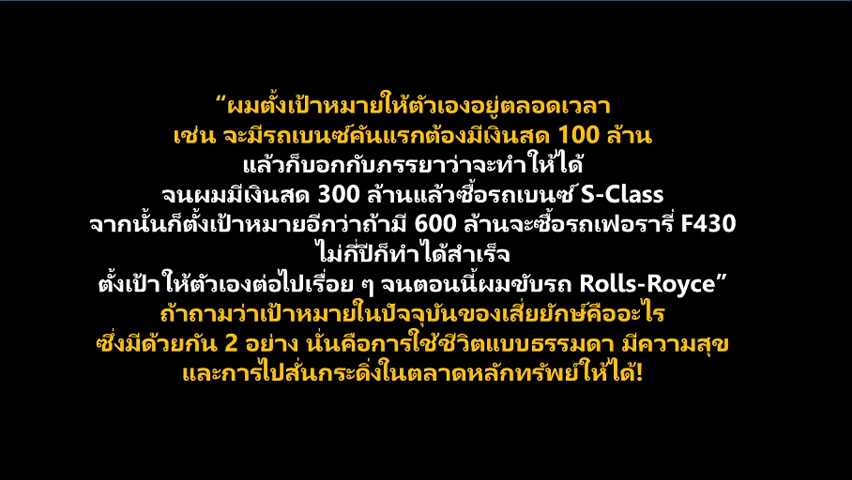 “ผมตั้งเป้าหมายให้ตัวเองอยู่ตลอดเวลา
เช่น จะมีรถเบนซ์คันแรกต้องมีเงินสด 100 ล้าน
แล้วก็บอกกับภรรยาว่าจะทำให้ได้
จนผมมีเงินสด 300 ล้านแล้วซื้อรถเบนซ์ S-Class
จากนั้นก็ตั้งเป้าหมายอีกว่าถ้ามี 600 ล้านจะซื้อรถเฟอรารี่ F430
ไม่กี่ปีก็ทำได้สำเร็จ
ตั้งเป้าให้ตัวเองต่อไปเรื่อย ๆ จนตอนนี้ผมขับรถ Rolls-Royce”
ถ้าถามว่าเป้าหมายในปัจจุบันของเสี่ยยักษ์คืออะไร
ซึ่งมีด้วยกัน 2 อย่าง นั่นคือการใช้ชีวิตแบบธรรมดา มีความสุข
และการไปสั่นกระดิ่งในตลาดหลักทรัพย์ให้ได้!